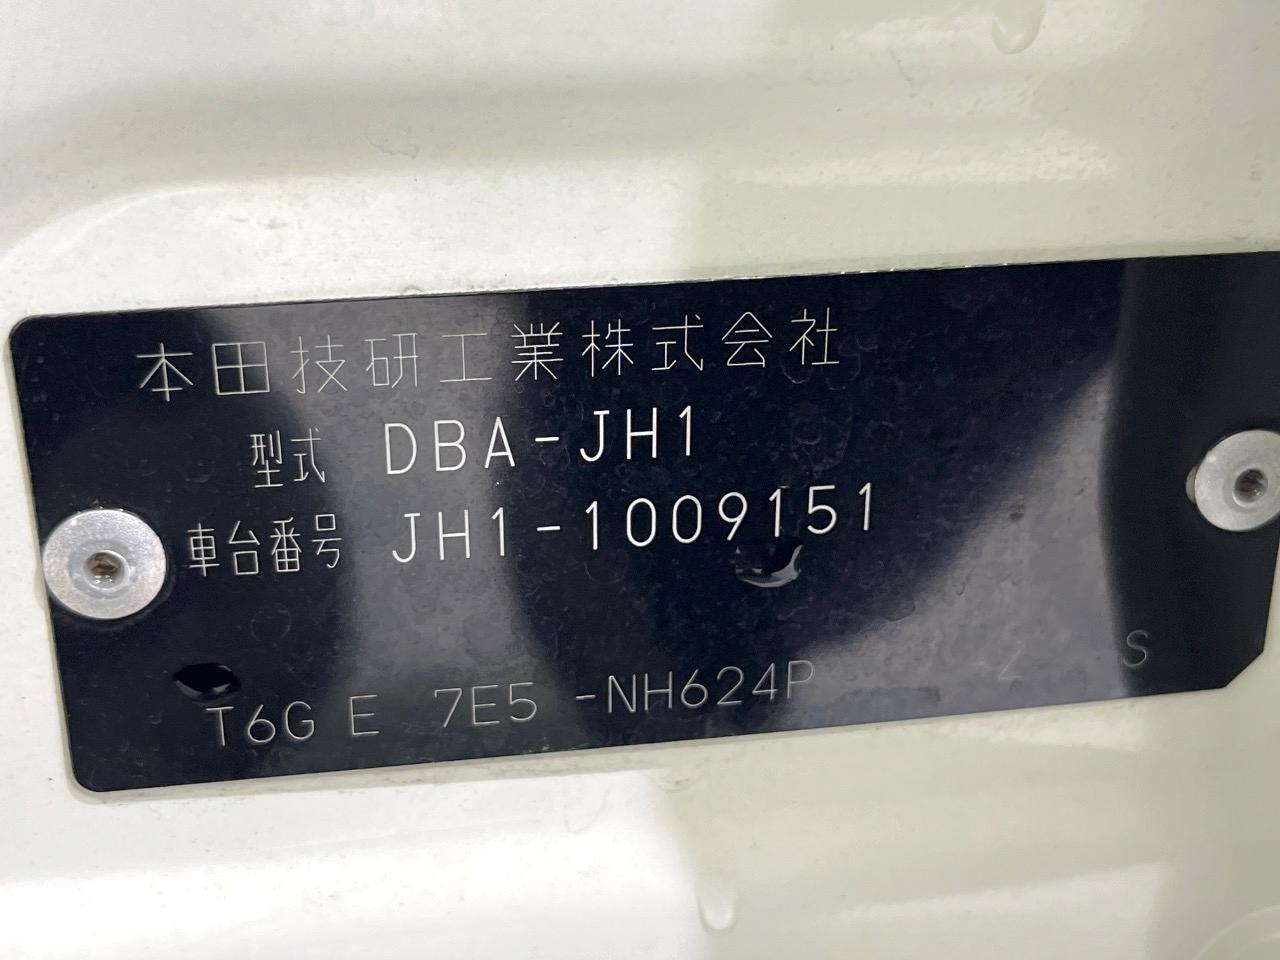 本田技研工業株式会社
型式 DBA-JH1
車台番号 JH1-1009151
T6G E 7E5 -NH624P S